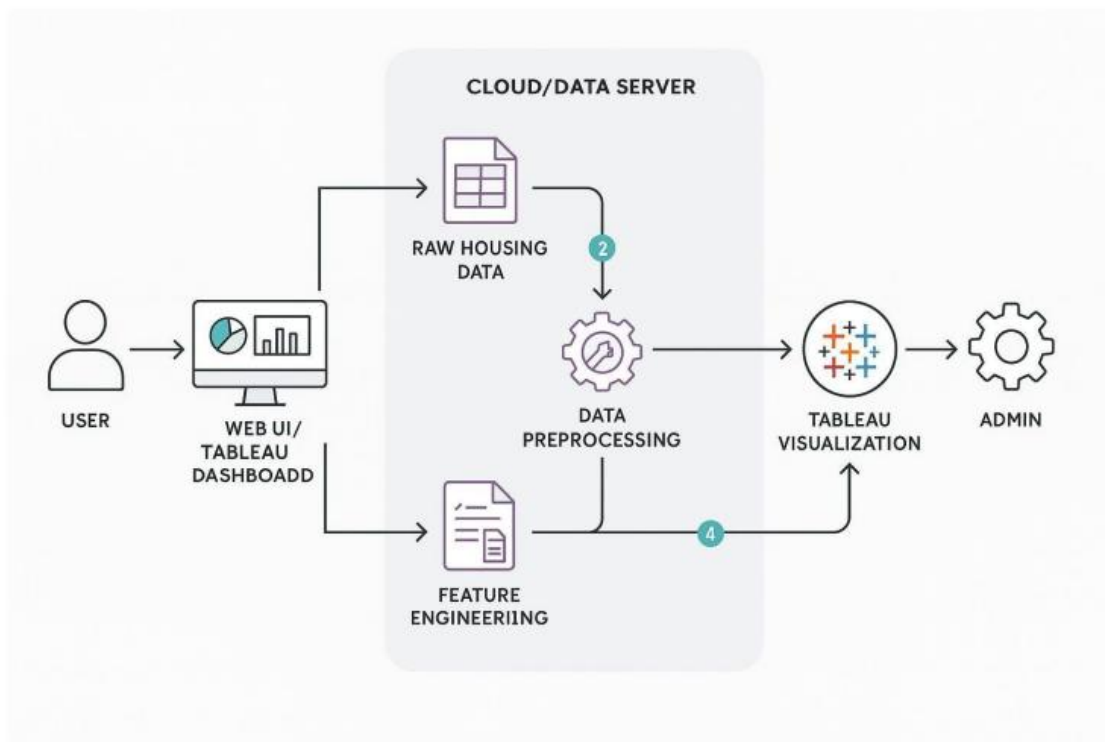 CLOUD/DATA SERVER
RAW HOUSING
DATA
2
USER
WEB UI/
TABLEAU
DASHBOADD
DATA
PREPROCESSING
TABLEAU
VISUALIZATION
ADMIN
4
FEATURE
ENGINEERIING